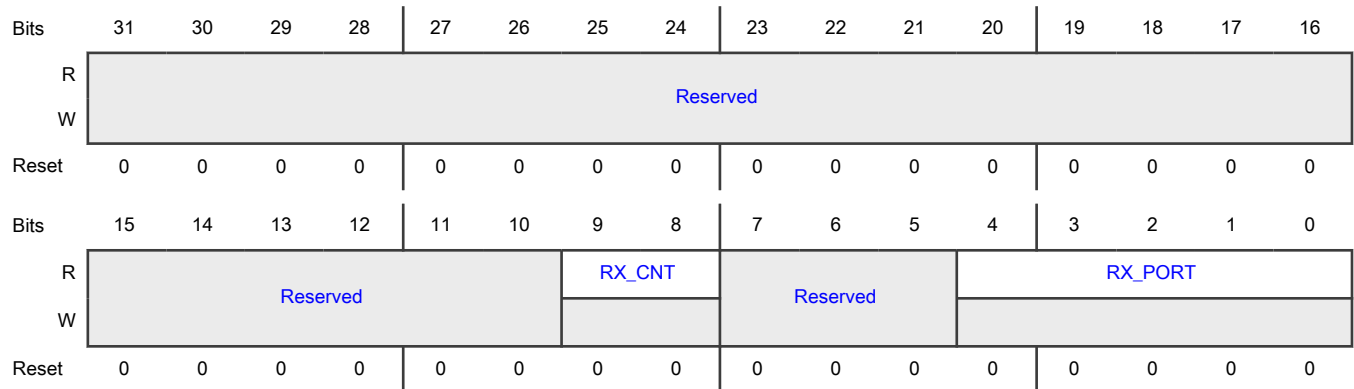 Bits 31 30 29 28 27 26 25 24 23 22 21 20 19 18 17 16
R
Reserved
W
Reset 0 0 0 0 0 0 0 0 0 0 0 0 0 0 0 0
Bits 15 14 13 12 11 10 9 8 7 6 5 4 3 2 1 0
R RX_CNT RX_PORT
Reserved Reserved
W
Reset 0 0 0 0 0 0 0 0 0 0 0 0 0 0 0 0